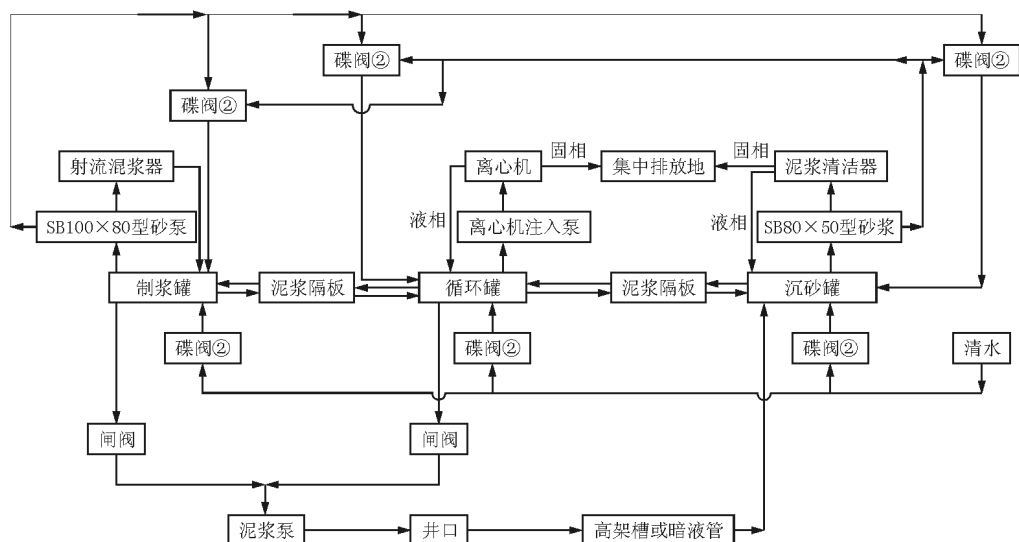 碟阀②
碟阀②
碟阀②
射流混浆器
离心机
固相
集中排放地
固相
泥浆清洁器
SB100×80型砂泵
液相
离心机注入泵
液相
SB80×50型砂浆
制浆罐
泥浆隔板
循环罐
泥浆隔板
沉砂罐
碟阀②
碟阀②
碟阀②
清水
闸阀
闸阀
泥浆泵
井口
高架槽或暗液管